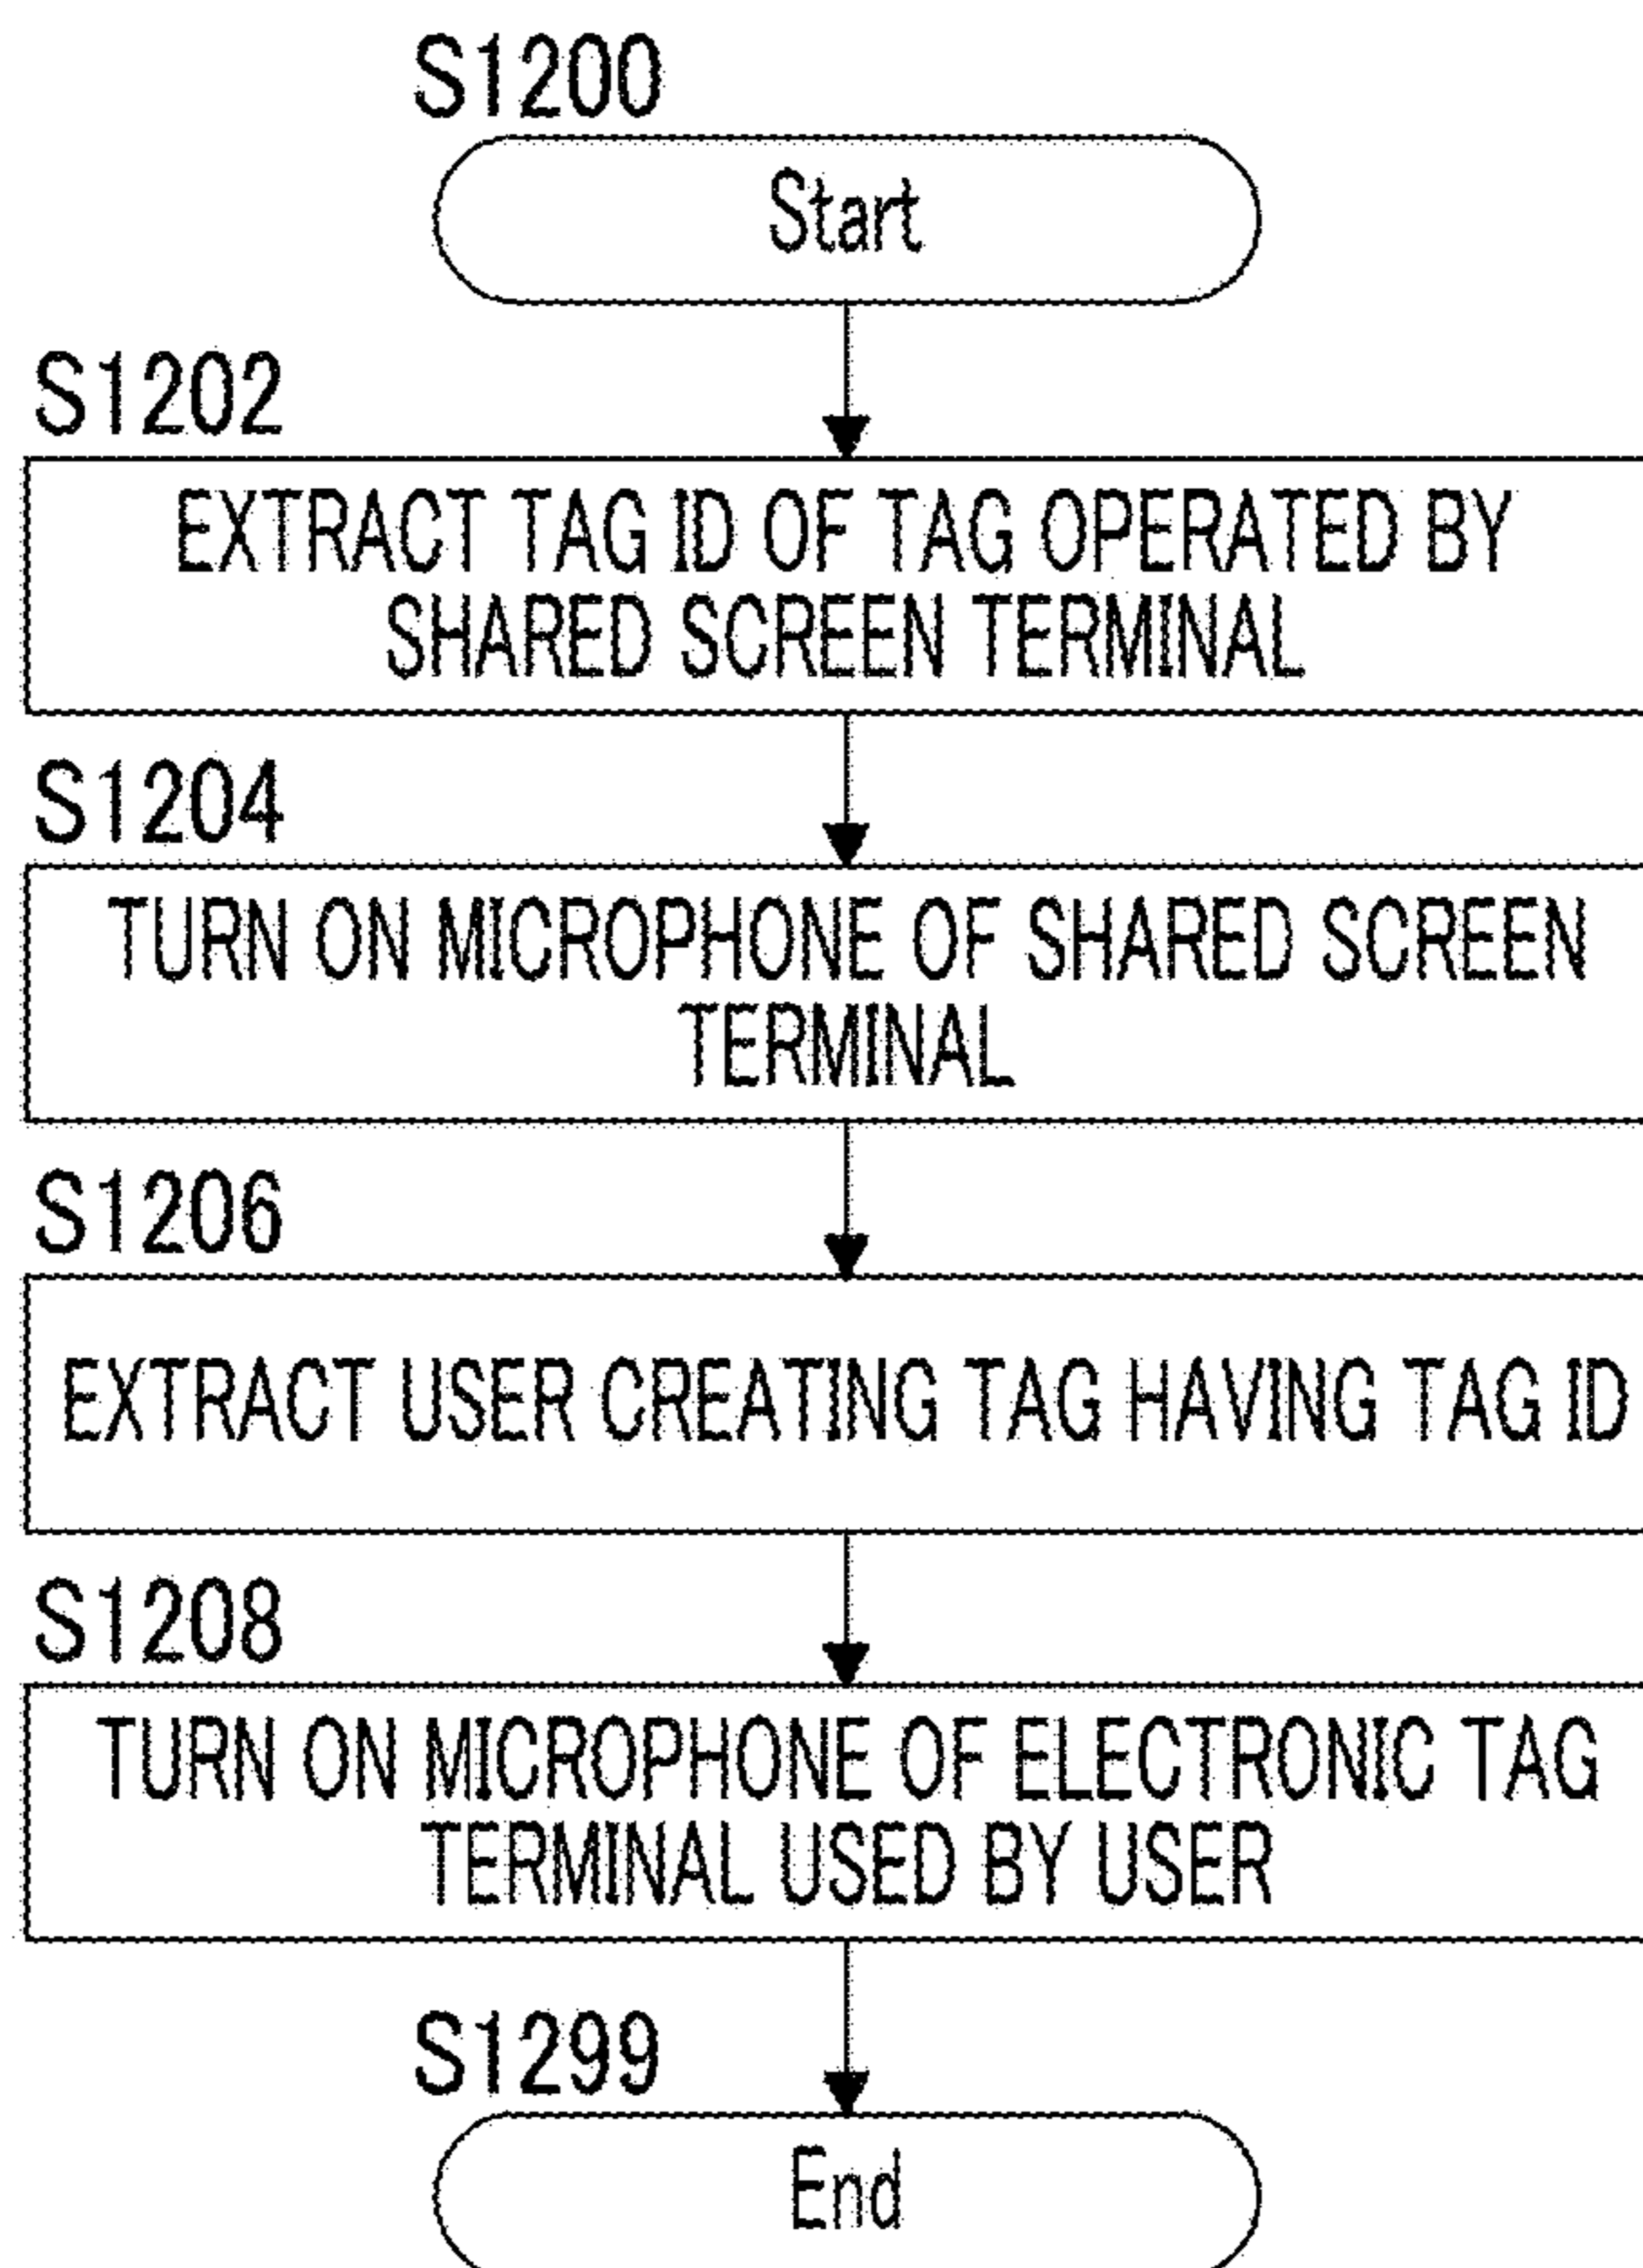 S1200
Start
S1202
EXTRACT TAG ID OF TAG OPERATED BY
SHARED SCREEN TERMINAL
S1204
TURN ON MICROPHONE OF SHARED SCREEN
TERMINAL
S1206
EXTRACT USER CREATING TAG HAVING TAG ID
S1208
TURN ON MICROPHONE OF ELECTRONIC TAG
TERMINAL USED BY USER
S1299
End